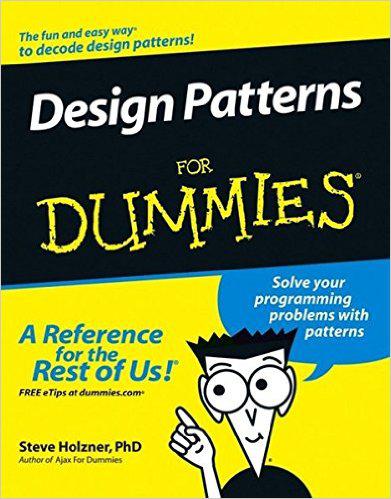 The fun and easy way®
to decode design patterns!
Design Patterns
FOR
DUMMIES®
Solve your
programming
problems with
patterns
A Reference
for the
Rest of Us!®
FREE eTips at dummies.com®
Steve Holzner, PhD
Author of Ajax For Dummies